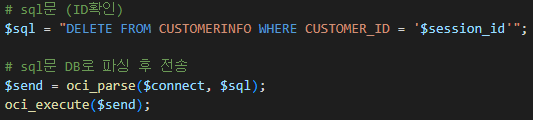 # sql문 (ID확인)
$sql = "DELETE FROM CUSTOMERINFO WHERE CUSTOMER_ID = '$session_id'";
# sql문 DB로 파싱 후 전송
$send = oci_parse($connect, $sql);
oci_execute($send);